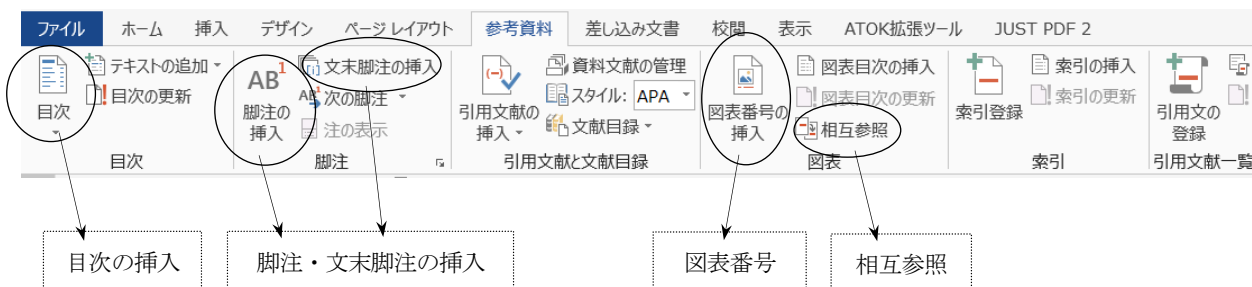 ファイル ホーム 挿入 デザイン ページ レイアウト 参考資料 差し込み文書 校閲 表示 ATOK拡張ツール JUST PDF 2
目次
テキストの追加
目次の更新
目次
AB1
脚注の
挿入
[i] 文末脚注の挿入
AB1 次の脚注
注の表示
脚注
(-)
引用文献の
挿入
資料文献の管理
スタイル: APA
文献目録
引用文献と文献目録
図表番号の
挿入
図表目次の挿入
図表目次の更新
相互参照
図表
索引登録
索引の挿入
索引の更新
索引
引用文の
登録
引用文献一覧
目次の挿入
脚注・文末脚注の挿入
図表番号
相互参照